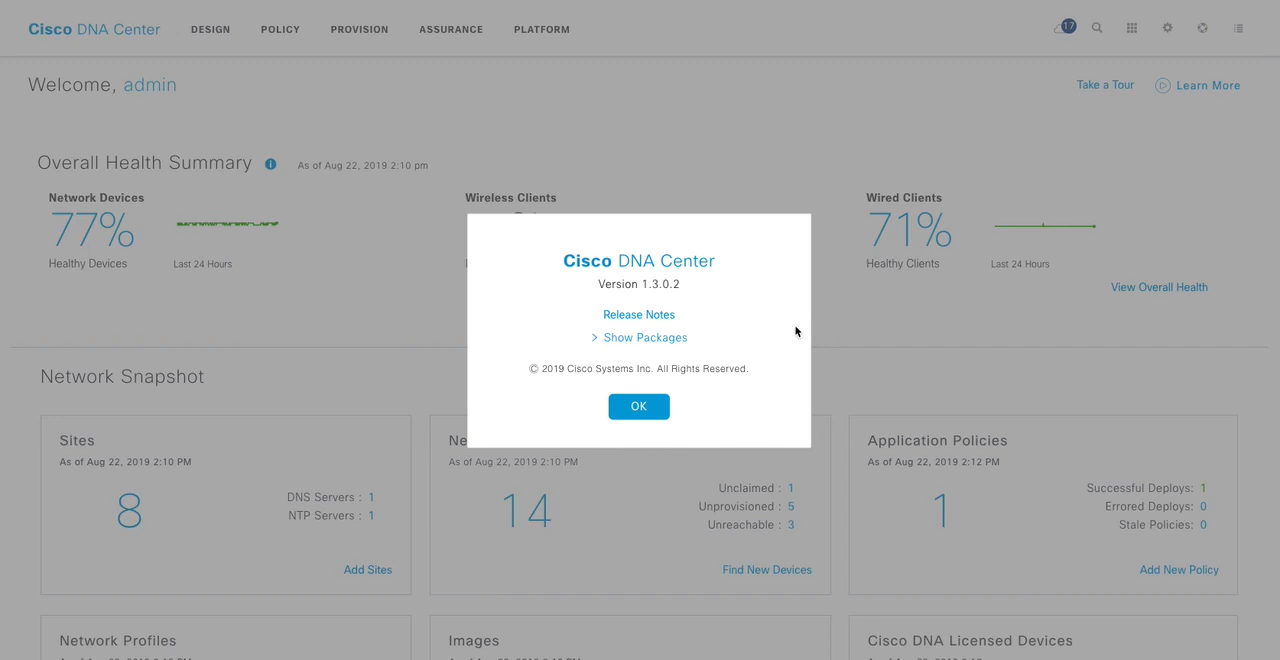 Cisco DNA Center DESIGN POLICY PROVISION ASSURANCE PLATFORM 17
Welcome, admin
Take a Tour Learn More
Overall Health Summary As of Aug 22, 2019 2:10 pm
Network Devices
77%
Healthy Devices Last 24 Hours
Wireless Clients
Wired Clients
71%
Healthy Clients Last 24 Hours
View Overall Health
Cisco DNA Center
Version 1.3.0.2
Release Notes
> Show Packages
© 2019 Cisco Systems Inc. All Rights Reserved.
OK
Network Snapshot
Sites
As of Aug 22, 2019 2:10 PM
8
DNS Servers : 1
NTP Servers : 1
Add Sites
Ne
As of Aug 22, 2019 2:10 PM
14
Unclaimed : 1
Unprovisioned : 5
Unreachable : 3
Find New Devices
Application Policies
As of Aug 22, 2019 2:12 PM
1
Successful Deploys: 1
Errored Deploys: 0
Stale Policies: 0
Add New Policy
Network Profiles
Images
Cisco DNA Licensed Devices